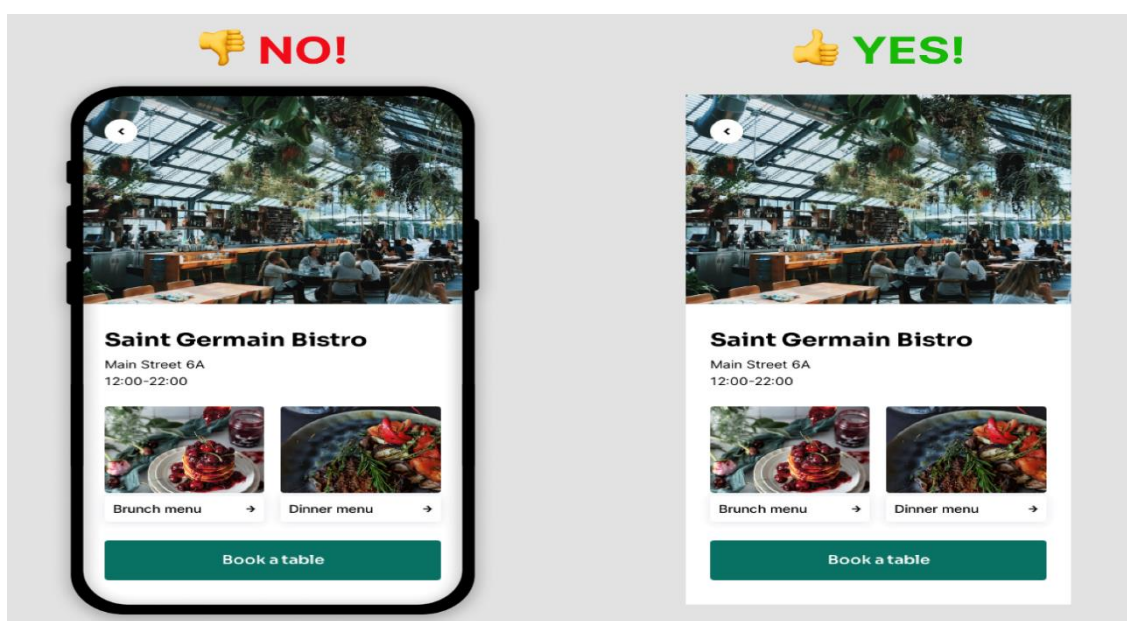 👎 NO!
Saint Germain Bistro
Main Street 6A
12:00-22:00
Brunch menu →
Dinner menu →
Book a table
👍 YES!
Saint Germain Bistro
Main Street 6A
12:00-22:00
Brunch menu →
Dinner menu →
Book a table